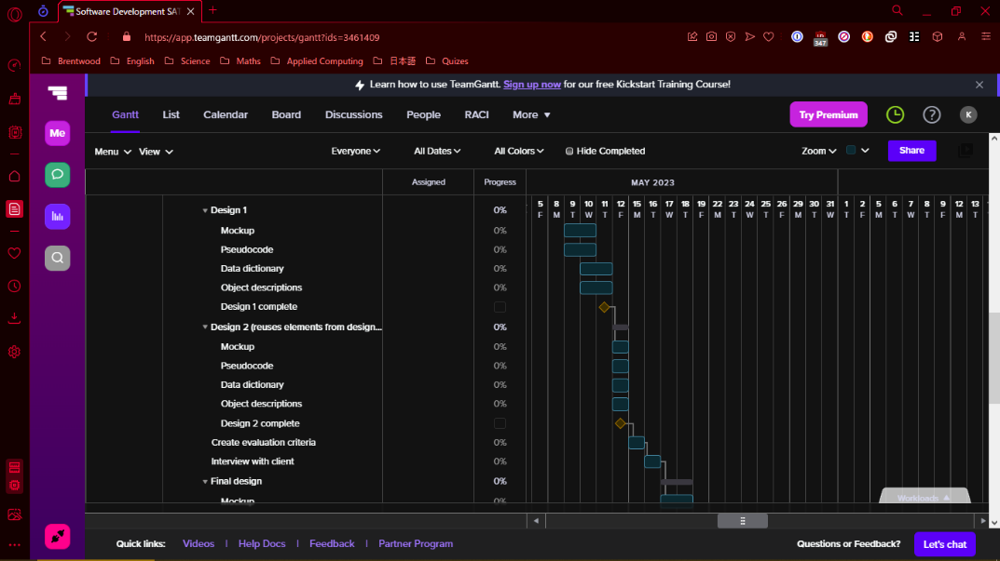 Software Development SAT
https://app.teamgantt.com/projects/gantt?ids=3461409
347
Brentwood English Science Maths Applied Computing 日本語 Quizes
Learn how to use TeamGantt. Sign up now for our free Kickstart Training Course!
Gantt List Calendar Board Discussions People RACI More Try Premium ? K
Me
Menu View Everyone All Dates All Colors Hide Completed Zoom Share
Assigned Progress MAY 2023
5 8 9 10 11 12 15 16 17 18 19 22 23 24 25 26 29 30 31 1 2 5 6 7 8 9 12 13
F M T W T F M T W T F M T W T F M T W T F M T W T F M T
Design 1 0%
Mockup 0%
Pseudocode 0%
Data dictionary 0%
Object descriptions 0%
Design 1 complete
Design 2 (reuses elements from design... 0%
Mockup 0%
Pseudocode 0%
Data dictionary 0%
Object descriptions 0%
Design 2 complete
Create evaluation criteria 0%
Interview with client 0%
Final design 0%
Mockup 0%
Workloads
Quick links: Videos | Help Docs | Feedback | Partner Program Questions or Feedback? Let's chat